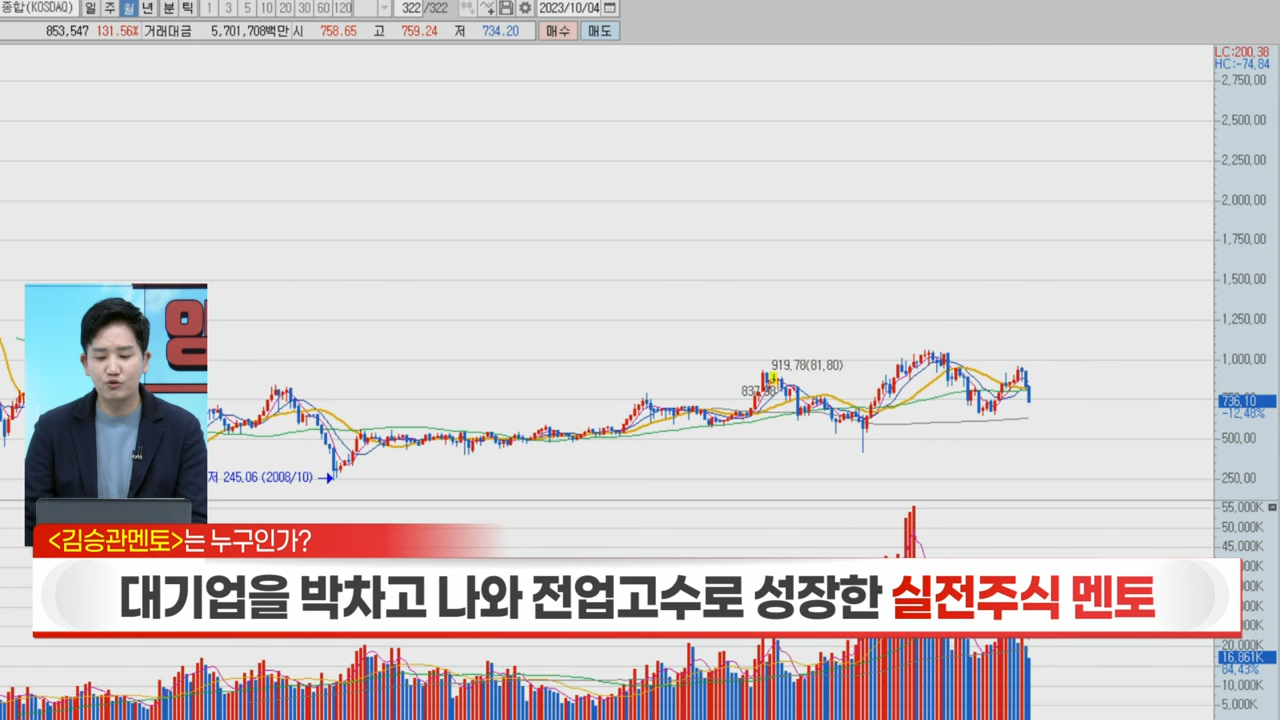 종합(KOSDAQ) 일 주 월 년 분 틱 1 3 5 10 20 30 60 120 322 /322 2023/10/04
853,547 131.56% 거래대금 5,701,708백만 시 758.65 고 759.24 저 734.20 매수 매도
LC:200.38
HC:-74.84
2,750.00
2,500.00
2,250.00
2,000.00
1,750.00
1,500.00
1,250.00
919.78(81.80)
1,000.00
736.10
-12.48%
500.00
저 245.06 (2008/10)
250.00
55,000K
50,000K
<김승관멘토>는 누구인가?
45,000K
대기업을 박차고 나와 전업고수로 성장한 실전주식 멘토
20,000K
16,861K
84.43%
10,000K
5,000K